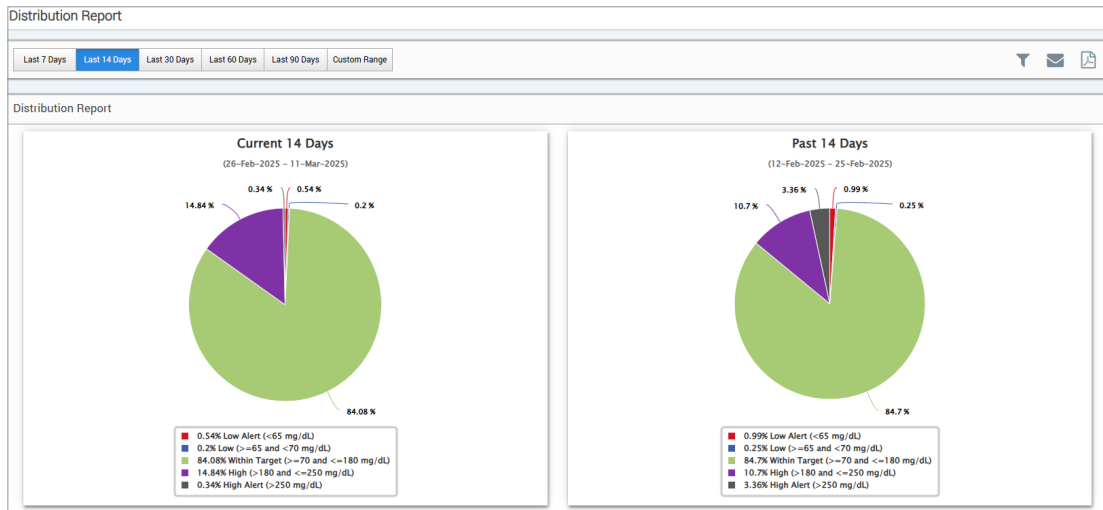 Distribution Report
Last 7 Days Last 14 Days Last 30 Days Last 60 Days Last 90 Days Custom Range
Distribution Report
Current 14 Days
(26-Feb-2025 - 11-Mar-2025)
0.34 % 0.54 %
14.84 % 0.2 %
84.08 %
0.54% Low Alert (<65 mg/dL)
0.2% Low (>=65 and <70 mg/dL)
84.08% Within Target (>=70 and <=180 mg/dL)
14.84% High (>180 and <=250 mg/dL)
0.34% High Alert (>250 mg/dL)
Past 14 Days
(12-Feb-2025 - 25-Feb-2025)
3.36 % 0.99 %
10.7 % 0.25 %
84.7 %
0.99% Low Alert (<65 mg/dL)
0.25% Low (>=65 and <70 mg/dL)
84.7% Within Target (>=70 and <=180 mg/dL)
10.7% High (>180 and <=250 mg/dL)
3.36% High Alert (>250 mg/dL)